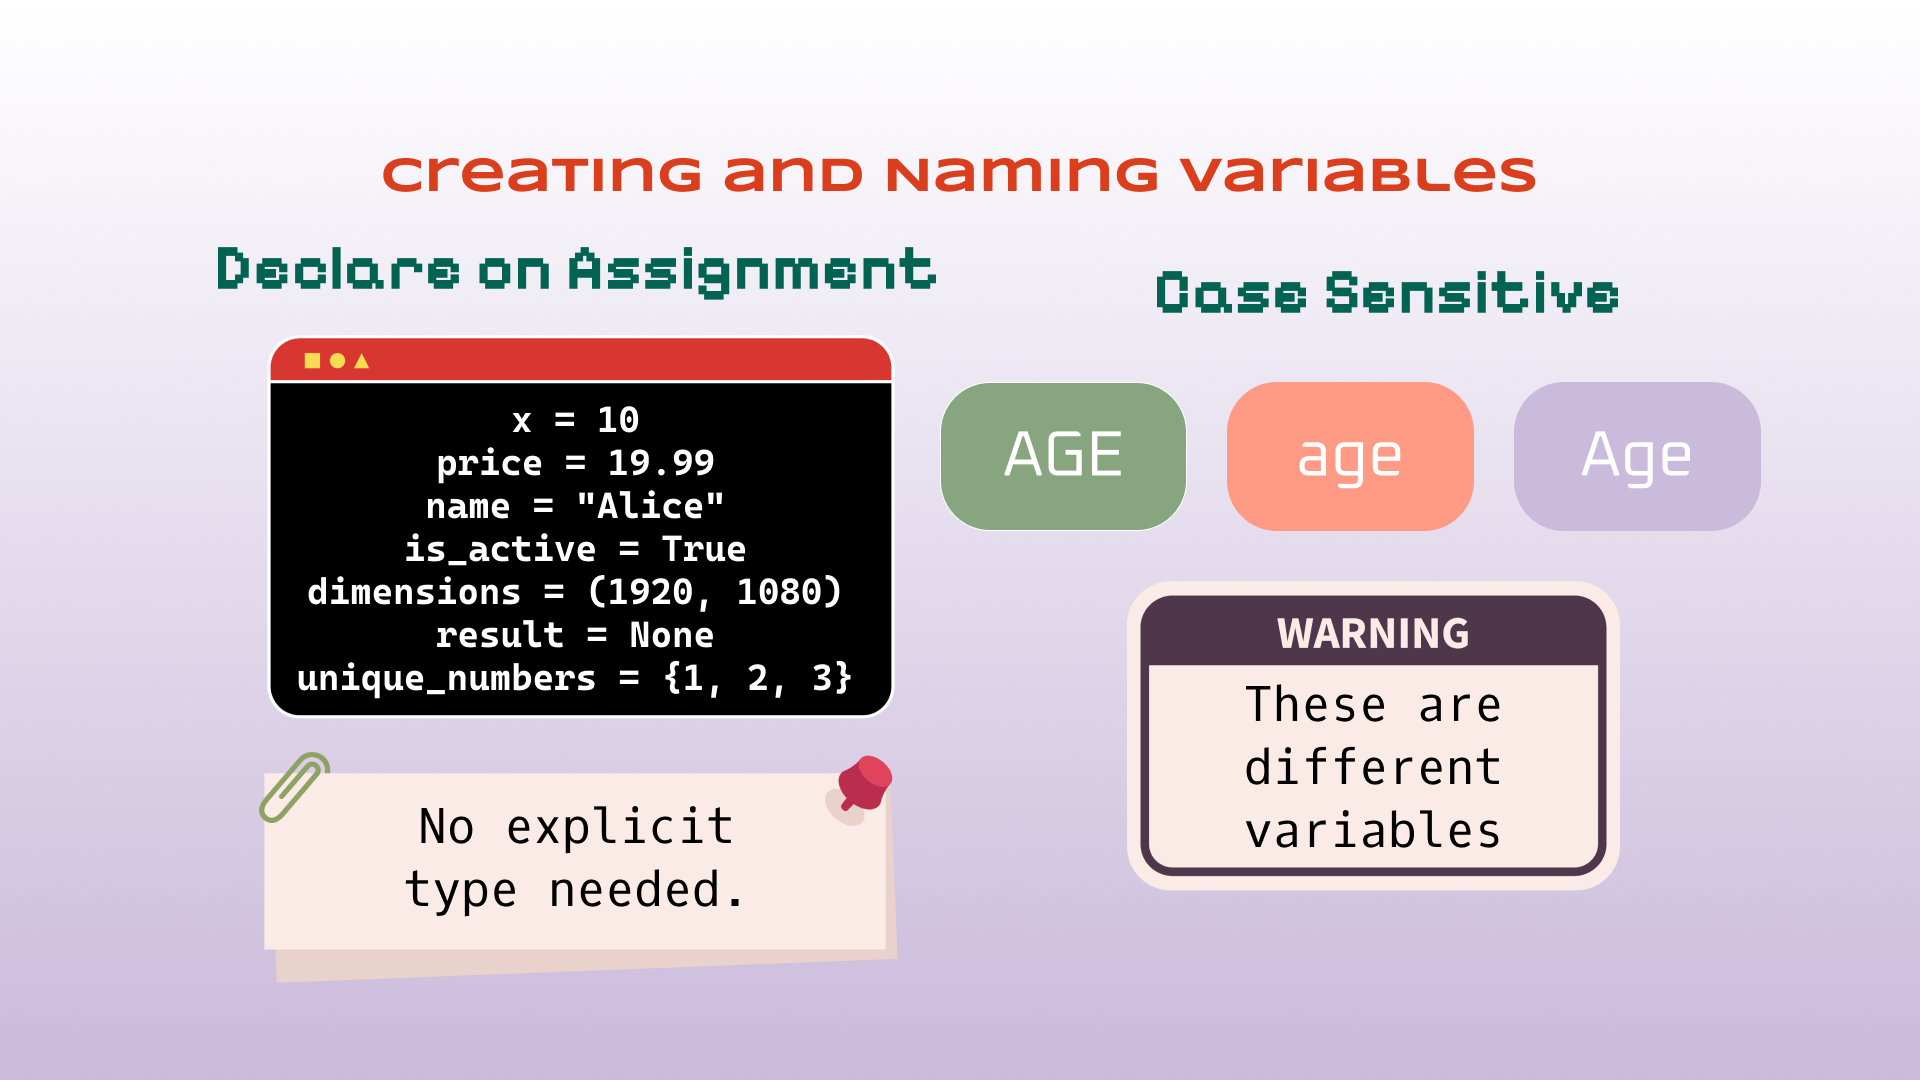 Creating and Naming Variables
Declare on Assignment
x = 10
price = 19.99
name = "Alice"
is_active = True
dimensions = (1920, 1080)
result = None
unique_numbers = {1, 2, 3}
No explicit
type needed.
Case Sensitive
AGE
age
Age
WARNING
These are
different
variables